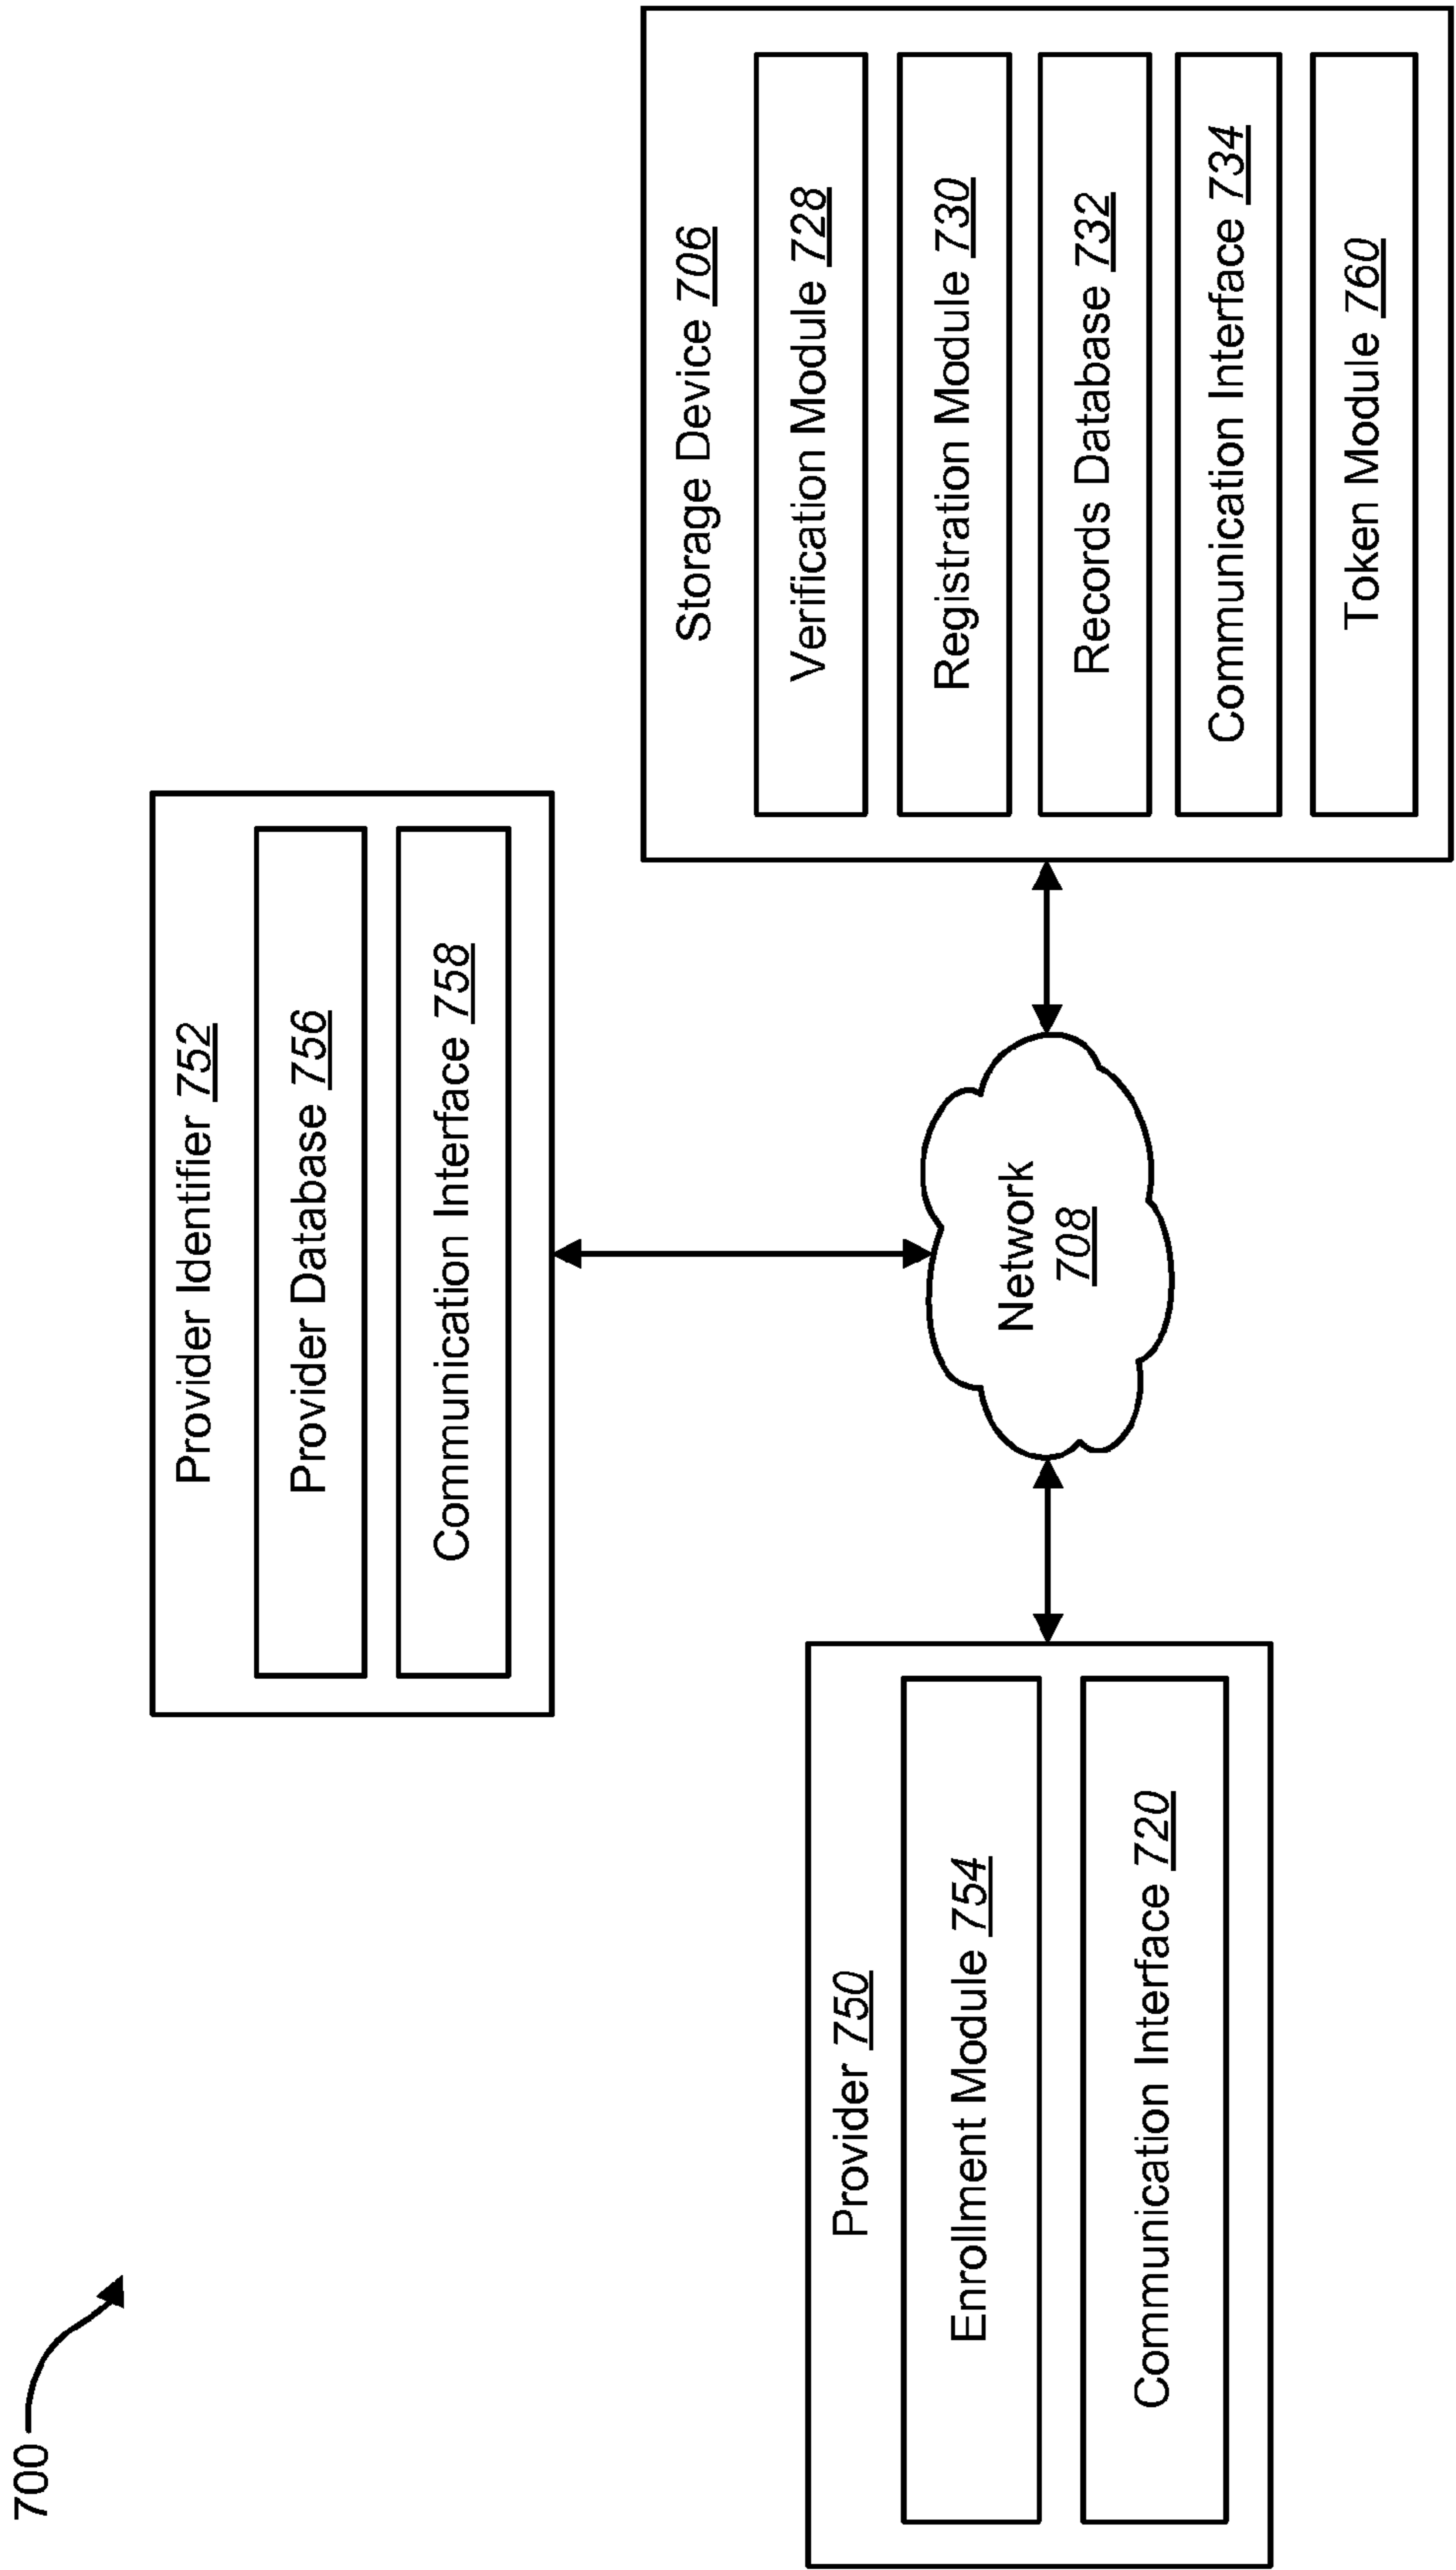 700
Provider Identifier 752
Provider Database 756
Communication Interface 758
Provider 750
Enrollment Module 754
Communication Interface 720
Network
708
Storage Device 706
Verification Module 728
Registration Module 730
Records Database 732
Communication Interface 734
Token Module 760